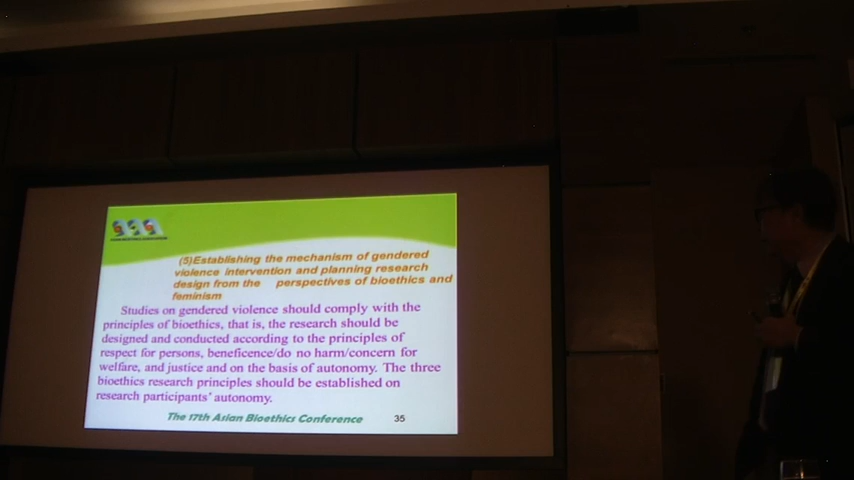 (5)Establishing the mechanism of gendered
violence intervention and planning research
design from the perspectives of bioethics and
feminism
Studies on gendered violence should comply with the
principles of bioethics, that is, the research should be
designed and conducted according to the principles of
respect for persons, beneficence/do no harm/concern for
welfare, and justice and on the basis of autonomy. The three
bioethics research principles should be established on
research participants' autonomy.
The 17th Asian Bioethics Conference 35